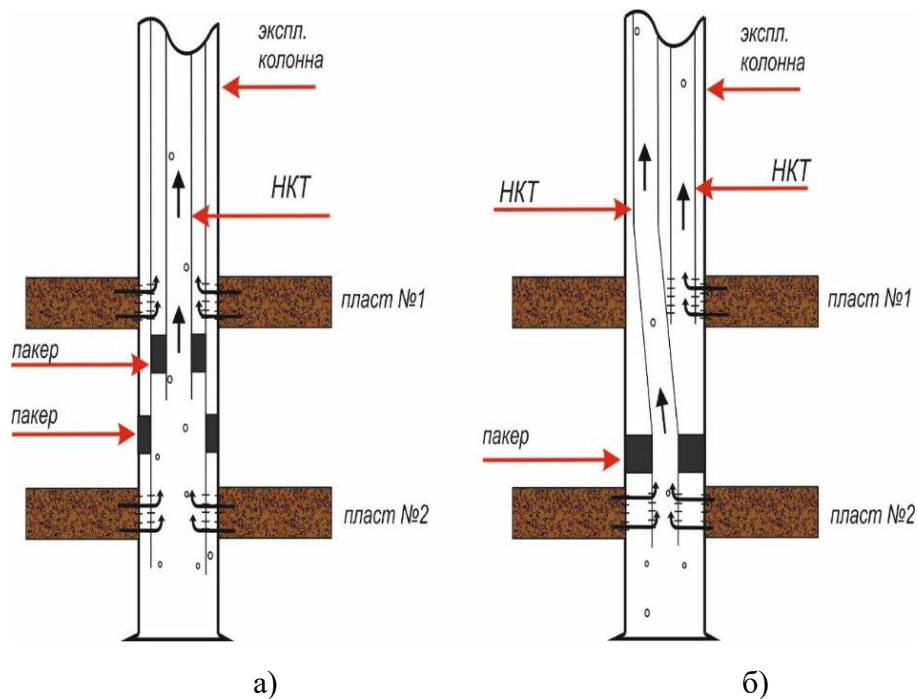 экспл.
колонна
НКТ
пласт №1
пакер
пакер
пласт №2
а)
экспл.
колонна
НКТ
НКТ
пласт №1
пакер
пласт №2
б)